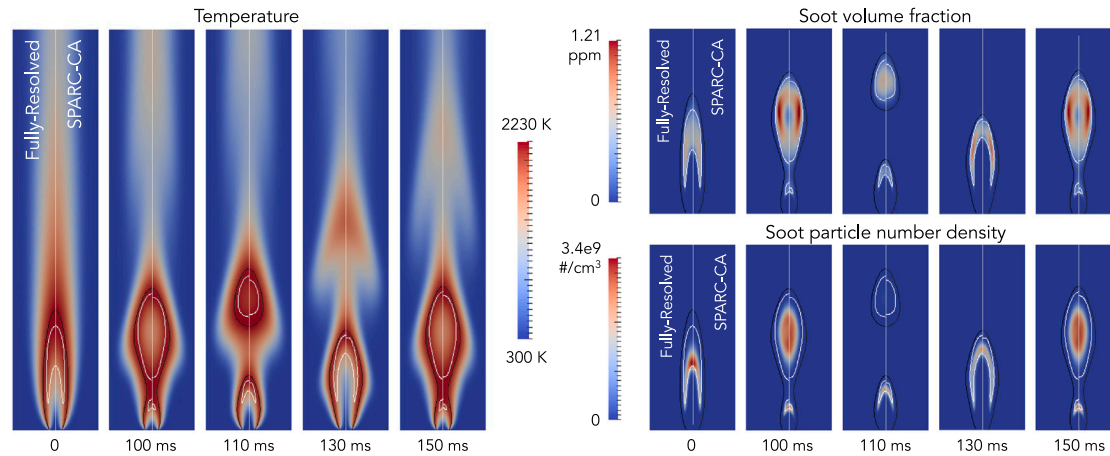 Temperature
Fully-Resolved
SPARC-CA
2230 K
300 K
0
100 ms
110 ms
130 ms
150 ms
Soot volume fraction
1.21
ppm
0
Fully-Resolved
SPARC-CA
Soot particle number density
3.4e9
#/cm³
0
Fully-Resolved
SPARC-CA
0
100 ms
110 ms
130 ms
150 ms